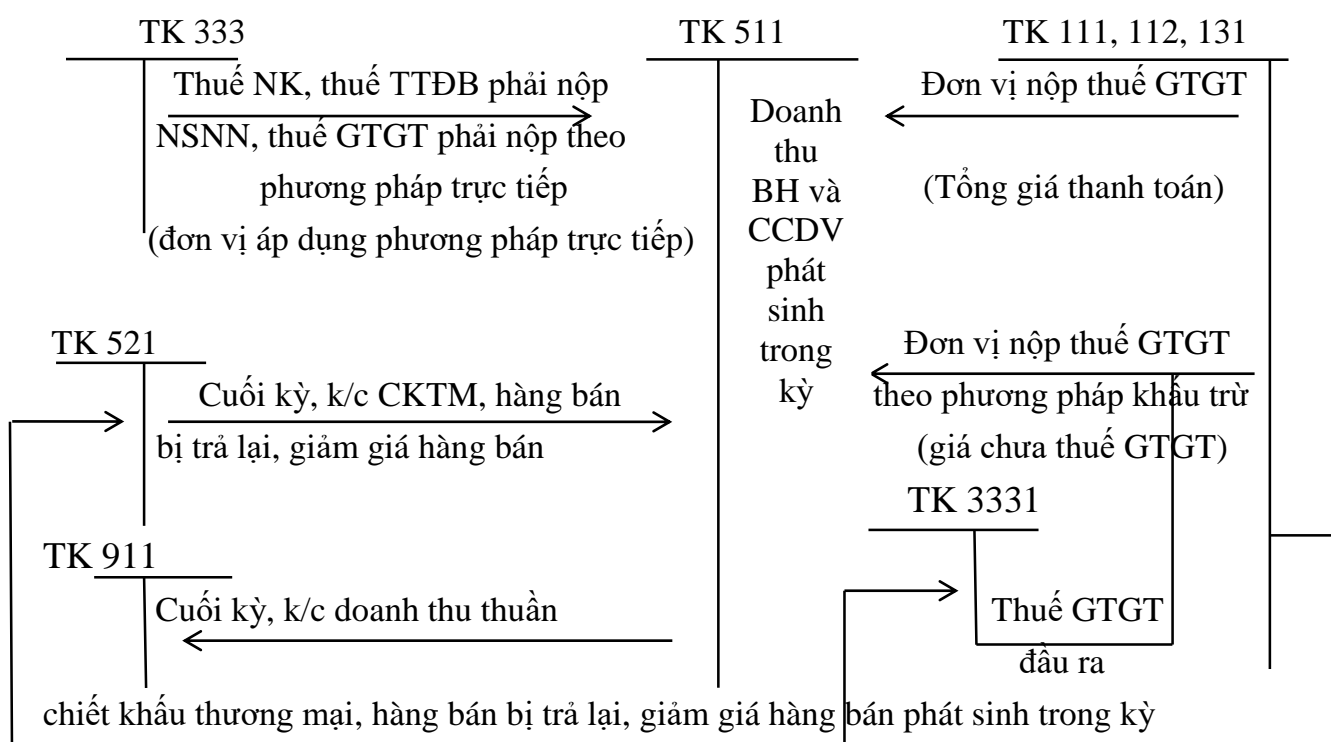 TK 333
TK 511
TK 111, 112, 131
Thuế NK, thuế TTĐB phải nộp
NSNN, thuế GTGT phải nộp theo
phương pháp trực tiếp
(đơn vị áp dụng phương pháp trực tiếp)
Doanh
thu
BH và
CCDV
phát
sinh
trong
kỳ
Đơn vị nộp thuế GTGT
(Tổng giá thanh toán)
TK 521
Cuối kỳ, k/c CKTM, hàng bán
bị trả lại, giảm giá hàng bán
Đơn vị nộp thuế GTGT
theo phương pháp khấu trừ
(giá chưa thuế GTGT)
TK 3331
TK 911
Cuối kỳ, k/c doanh thu thuần
Thuế GTGT
đầu ra
chiết khấu thương mại, hàng bán bị trả lại, giảm giá hàng bán phát sinh trong kỳ